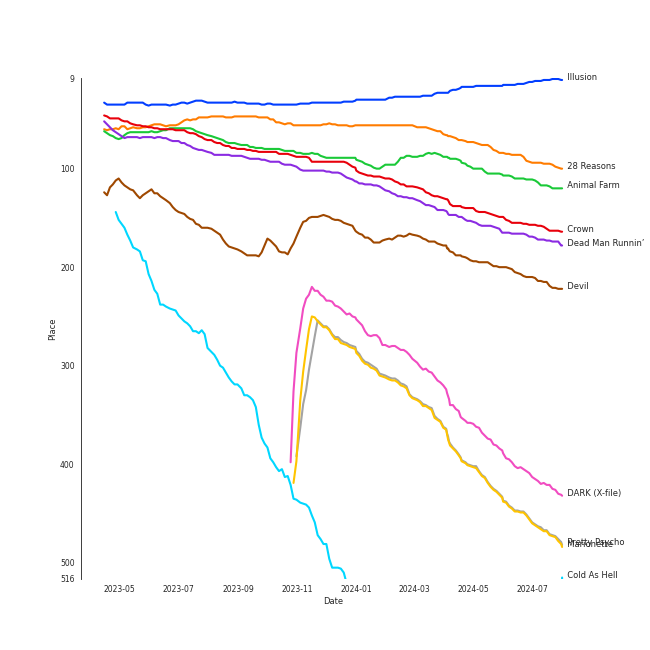 9
100
200
300
400
500
516
Place
Illusion
28 Reasons
Animal Farm
Crown
Dead Man Runnin’
Devil
DARK (X-file)
Pretty Psycho
Marionette
Cold As Hell
2023-05
2023-07
2023-09
2023-11
2024-01
2024-03
2024-05
2024-07
Date